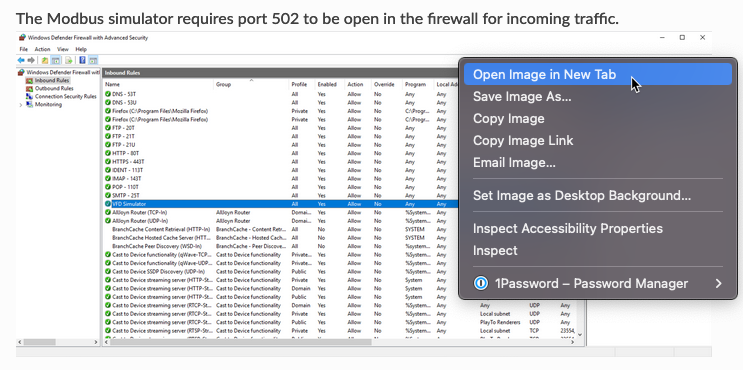 The Modbus simulator requires port 502 to be open in the firewall for incoming traffic.
Windows Defender Firewall with Advanced Security
File Action View Help
Windows Defender Firewall wit
Inbound Rules
Outbound Rules
Connection Security Rules
Monitoring
Inbound Rules
Name Group Profile Enabled Action Override Program Local Add
DNS - 53T All Yes Allow No Any Any
DNS - 53U All Yes Allow No Any Any
Firefox (C:\Program Files\Mozilla Firefox) Private Yes Allow No C:\Progr... Any
Firefox (C:\Program Files\Mozilla Firefox) Private Yes Allow No C:\Progr... Any
FTP - 20T All Yes Allow No Any Any
FTP - 21T All Yes Allow No Any Any
FTP - 21U All Yes Allow No Any Any
HTTP - 80T All Yes Allow No Any Any
HTTPS - 443T All Yes Allow No Any Any
IDENT - 113T All Yes Allow No Any Any
IMAP - 143T All Yes Allow No Any Any
POP - 110T All Yes Allow No Any Any
SMTP - 25T All Yes Allow No Any Any
VFD Simulator All Yes Allow No Any Any
AllJoyn Router (TCP-In) AllJoyn Router Domai... Yes Allow No %System... Any
AllJoyn Router (UDP-In) AllJoyn Router Domai... Yes Allow No %System... Any
BranchCache Content Retrieval (HTTP-In) BranchCache - Content Retr... All No Allow No SYSTEM Any
BranchCache Hosted Cache Server (HTT... BranchCache - Hosted Cach... All No Allow No SYSTEM Any
BranchCache Peer Discovery (WSD-In) BranchCache - Peer Discove... All No Allow No %System... Any
Cast to Device functionality (qWave-TCP... Cast to Device functionality Private... Yes Allow No %System... Any
Cast to Device functionality (qWave-UDP... Cast to Device functionality Private... Yes Allow No %System... Any
Cast to Device SSDP Discovery (UDP-In) Cast to Device functionality Public Yes Allow No %System... Any
Cast to Device streaming server (HTTP-St... Cast to Device functionality Private Yes Allow No System Any
Cast to Device streaming server (HTTP-St... Cast to Device functionality Domain Yes Allow No System Any
Cast to Device streaming server (HTTP-St... Cast to Device functionality Public Yes Allow No System Any
Cast to Device streaming server (RTCP-St... Cast to Device functionality Domain Yes Allow No %System... Any Any UDP Any
Cast to Device streaming server (RTCP-St... Cast to Device functionality Private Yes Allow No %System... Any Local subnet UDP Any
Cast to Device streaming server (RTCP-St... Cast to Device functionality Public Yes Allow No %System... Any PlayTo Renderers UDP Any
Cast to Device streaming server (RTSP-Str... Cast to Device functionality Private Yes Allow No %System... Any Local subnet TCP 23554,
Open Image in New Tab
Save Image As...
Copy Image
Copy Image Link
Email Image...
Set Image as Desktop Background...
Inspect Accessibility Properties
Inspect
1Password – Password Manager